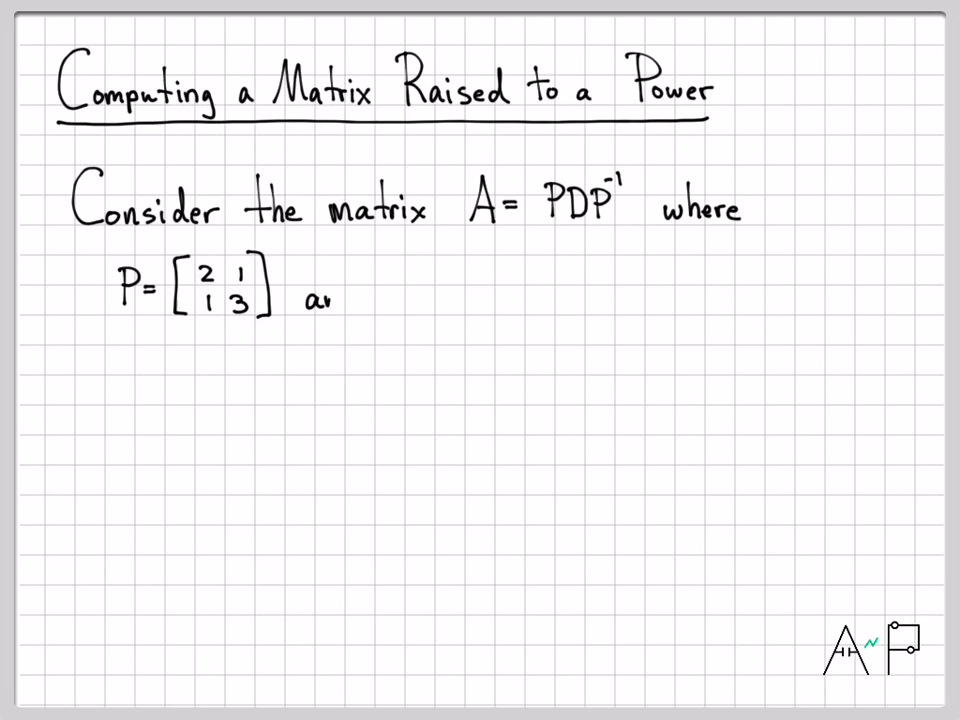 Computing a Matrix Raised to a Power
Consider the matrix A = PDP⁻¹ where
P = [2 1
1 3]